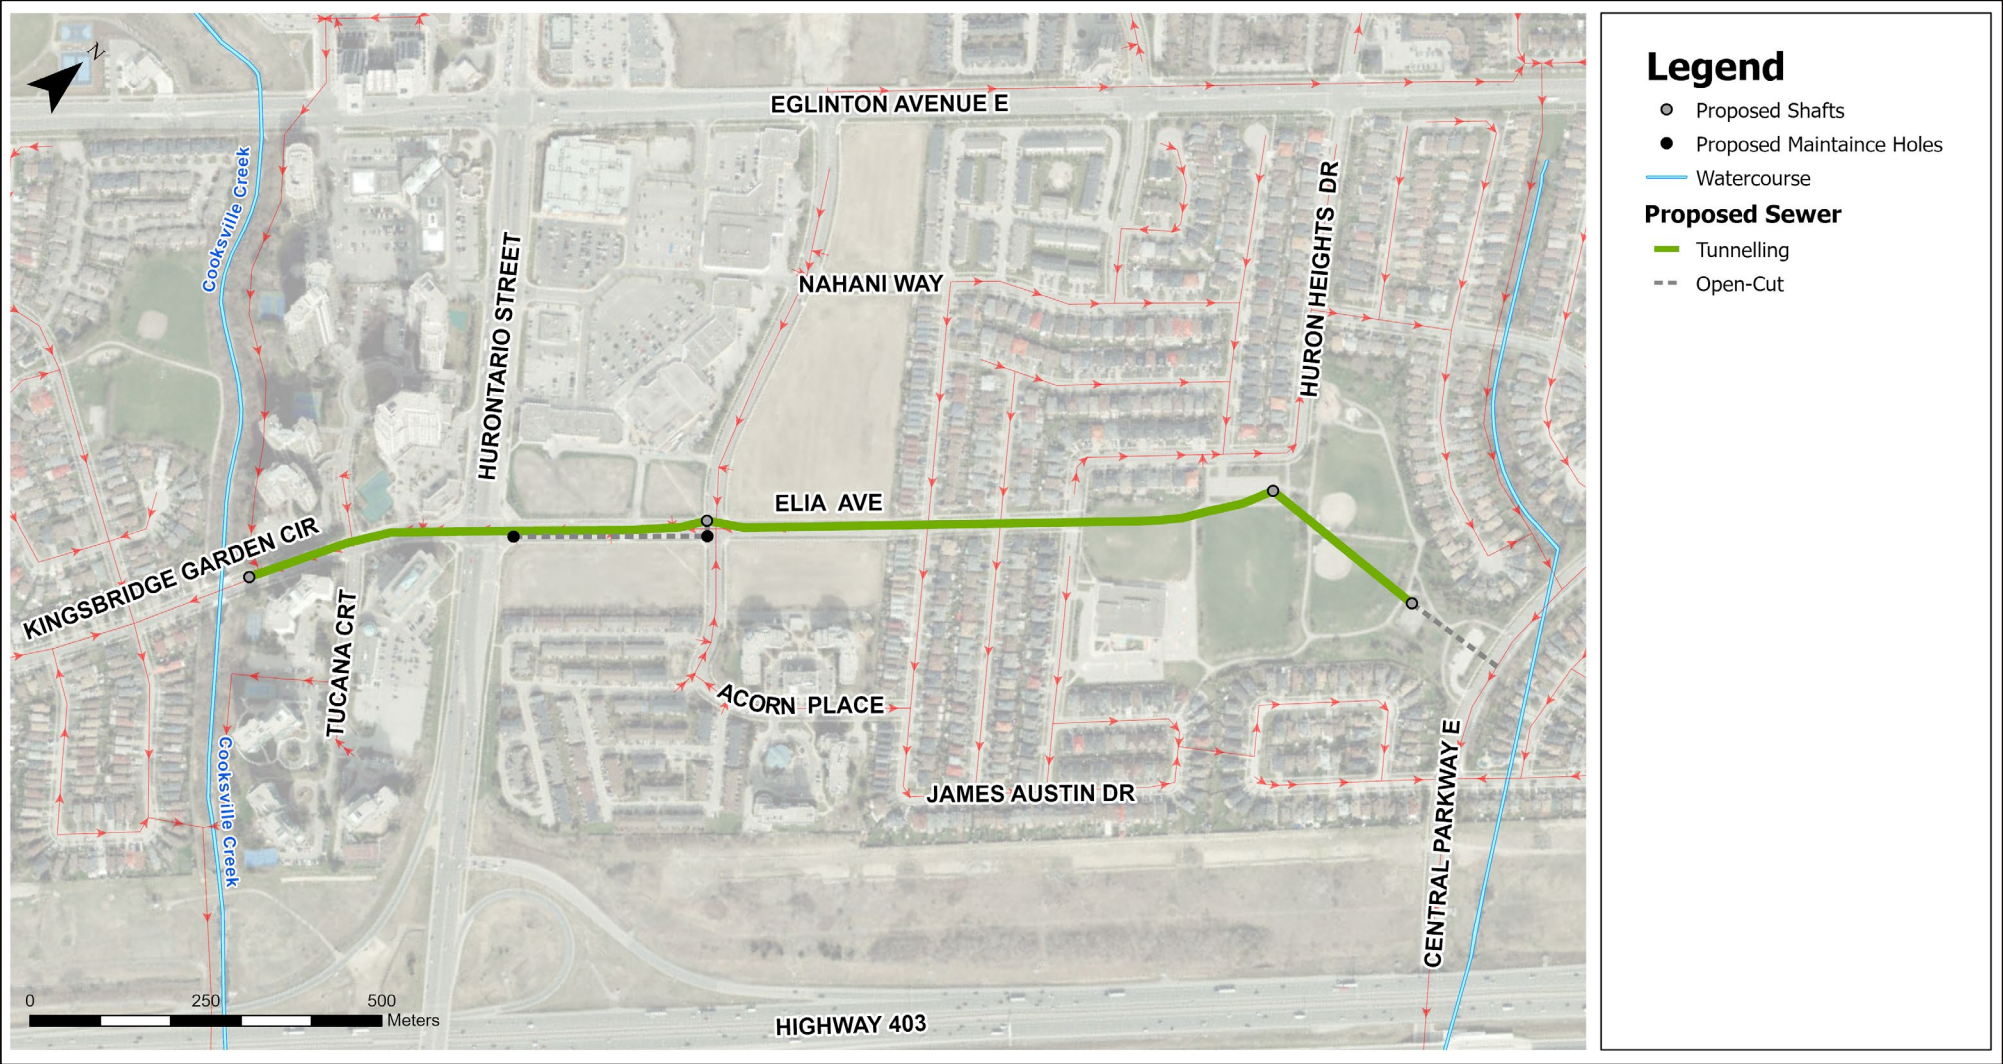 N
EGLINTON AVENUE E
Cooksville Creek
HURONTARIO STREET
NAHANI WAY
HURON HEIGHTS DR
ELIA AVE
KINGSBRIDGE GARDEN CIR
TUCANA CRT
ACORN PLACE
JAMES AUSTIN DR
CENTRAL PARKWAY E
Cooksville Creek
0 250 500
Meters
HIGHWAY 403
Legend
Proposed Shafts
Proposed Maintaince Holes
Watercourse
Proposed Sewer
Tunnelling
Open-Cut